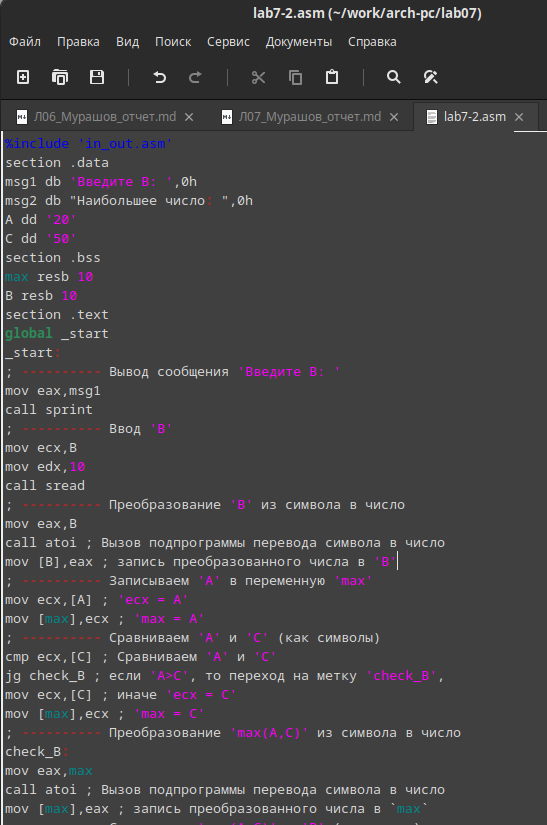 lab7-2.asm (~/work/arch-pc/lab07)
Файл Правка Вид Поиск Сервис Документы Справка
Л06_Мурашов_отчет.md × Л07_Мурашов_отчет.md × lab7-2.asm ×
%include 'in_out.asm'
section .data
msg1 db 'Введите B: ',0h
msg2 db "Наибольшее число: ",0h
A dd '20'
C dd '50'
section .bss
max resb 10
B resb 10
section .text
global _start
_start:
; ---------- Вывод сообщения 'Введите B: '
mov eax,msg1
call sprint
; ---------- Ввод 'B'
mov ecx,B
mov edx,10
call sread
; ---------- Преобразование 'B' из символа в число
mov eax,B
call atoi ; Вызов подпрограммы перевода символа в число
mov [B],eax ; запись преобразованного числа в 'B'
; ---------- Записываем 'A' в переменную 'max'
mov ecx,[A] ; 'ecx = A'
mov [max],ecx ; 'max = A'
; ---------- Сравниваем 'A' и 'C' (как символы)
cmp ecx,[C] ; Сравниваем 'A' и 'C'
jg check_B ; если 'A>C', то переход на метку 'check_B',
mov ecx,[C] ; иначе 'ecx = C'
mov [max],ecx ; 'max = C'
; ---------- Преобразование 'max(A,C)' из символа в число
check_B:
mov eax,max
call atoi ; Вызов подпрограммы перевода символа в число
mov [max],eax ; запись преобразованного числа в `max`